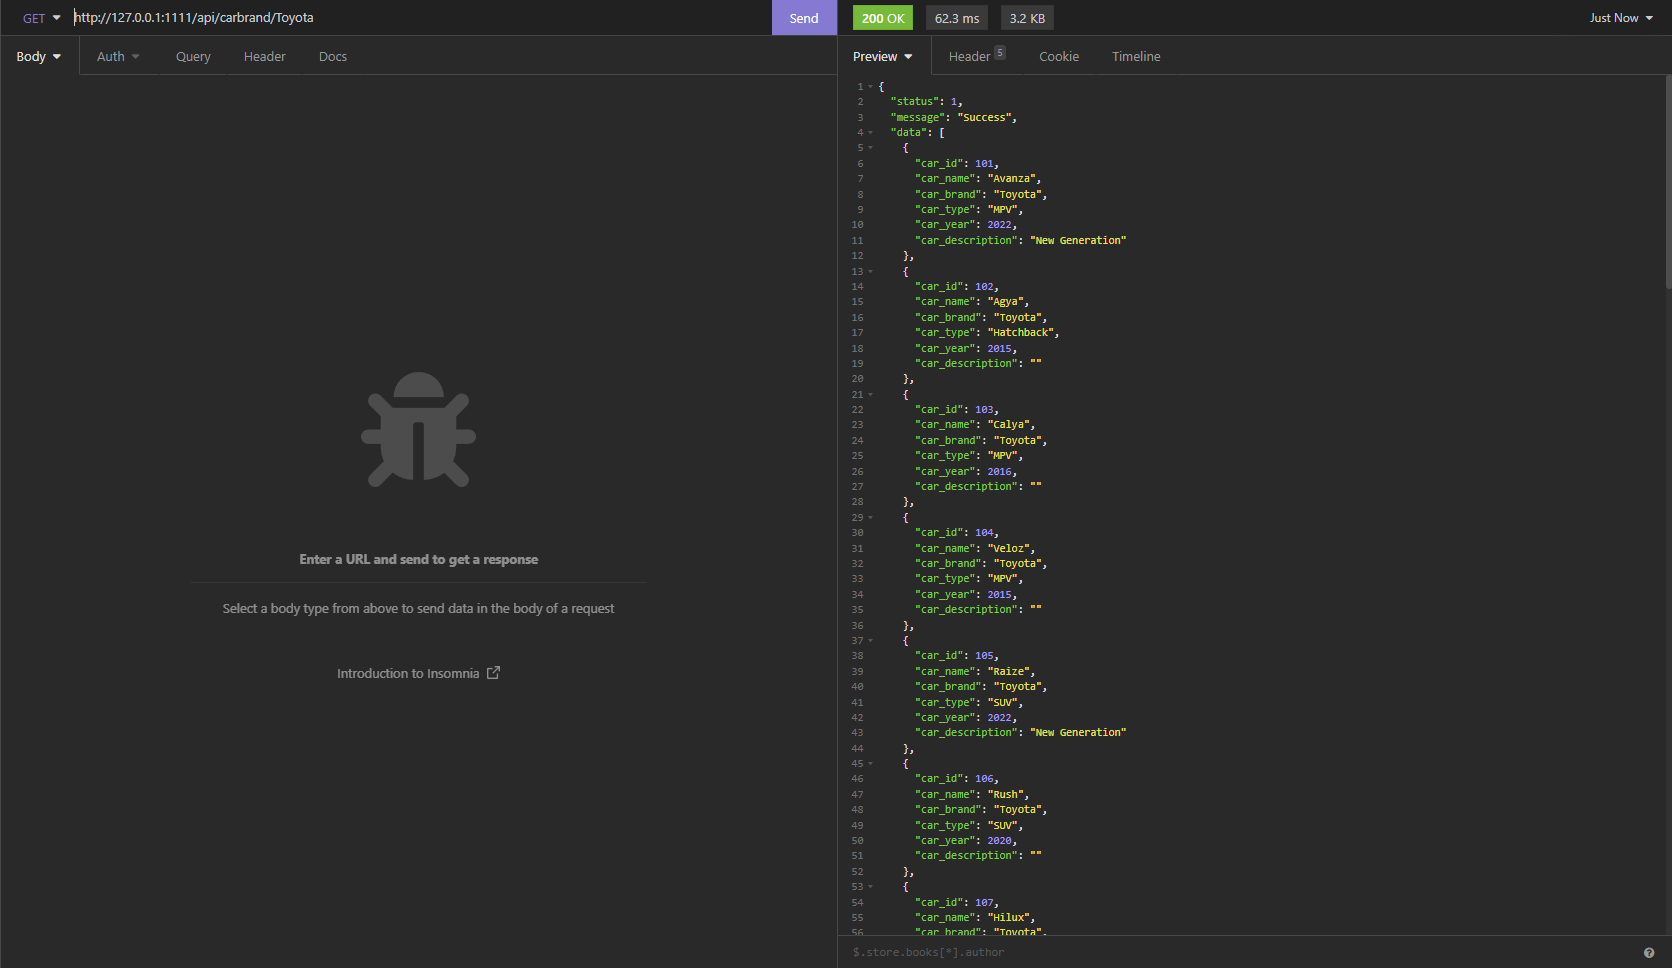 GET http://127.0.0.1:1111/api/carbrand/Toyota Send 200 OK 62.3 ms 3.2 KB Just Now
Body Auth Query Header Docs
Preview Header 5 Cookie Timeline
Enter a URL and send to get a response
Select a body type from above to send data in the body of a request
Introduction to Insomnia
1 {
2 "status": 1,
3 "message": "Success",
4 "data": [
5 {
6 "car_id": 101,
7 "car_name": "Avanza",
8 "car_brand": "Toyota",
9 "car_type": "MPV",
10 "car_year": 2022,
11 "car_description": "New Generation"
12 },
13 {
14 "car_id": 102,
15 "car_name": "Agya",
16 "car_brand": "Toyota",
17 "car_type": "Hatchback",
18 "car_year": 2015,
19 "car_description": ""
20 },
21 {
22 "car_id": 103,
23 "car_name": "Calya",
24 "car_brand": "Toyota",
25 "car_type": "MPV",
26 "car_year": 2016,
27 "car_description": ""
28 },
29 {
30 "car_id": 104,
31 "car_name": "Veloz",
32 "car_brand": "Toyota",
33 "car_type": "MPV",
34 "car_year": 2015,
35 "car_description": ""
36 },
37 {
38 "car_id": 105,
39 "car_name": "Raize",
40 "car_brand": "Toyota",
41 "car_type": "SUV",
42 "car_year": 2022,
43 "car_description": "New Generation"
44 },
45 {
46 "car_id": 106,
47 "car_name": "Rush",
48 "car_brand": "Toyota",
49 "car_type": "SUV",
50 "car_year": 2020,
51 "car_description": ""
52 },
53 {
54 "car_id": 107,
55 "car_name": "Hilux",
56 "car_brand": "Toyota",
$.store.books[*].author